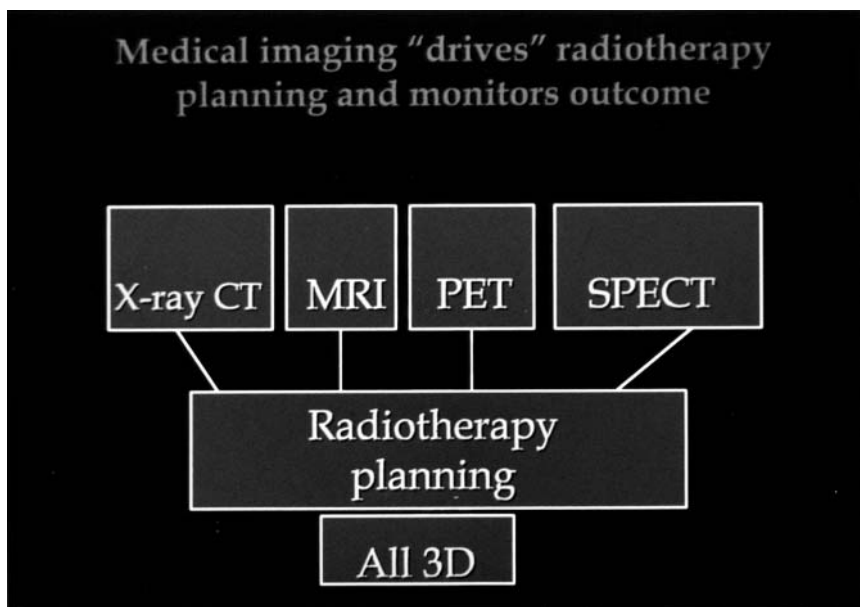 Medical imaging “drives” radiotherapy
planning and monitors outcome
X-ray CT
MRI
PET
SPECT
Radiotherapy
planning
All 3D